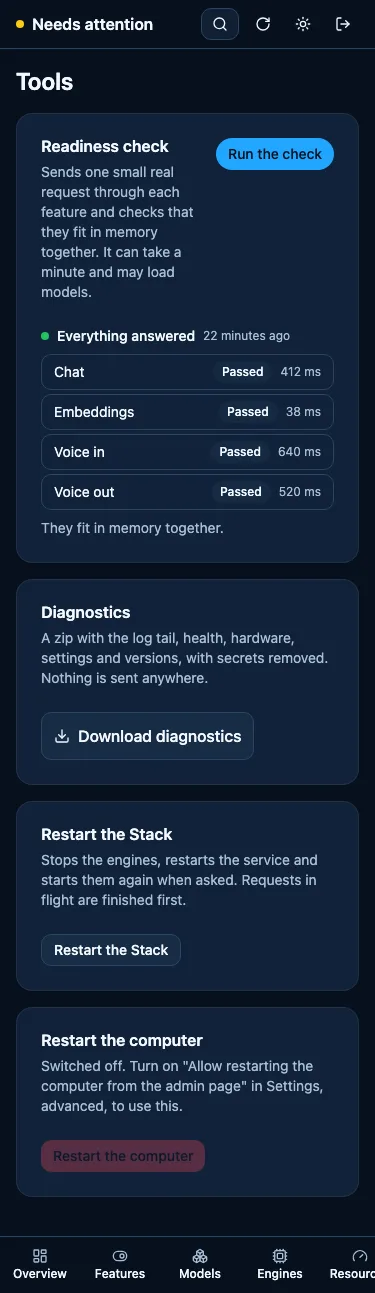 Needs attention
Tools
Readiness check
Run the check
Sends one small real
request through each
feature and checks that
they fit in memory
together. It can take a
minute and may load
models.
Everything answered 22 minutes ago
Chat Passed 412 ms
Embeddings Passed 38 ms
Voice in Passed 640 ms
Voice out Passed 520 ms
They fit in memory together.
Diagnostics
A zip with the log tail, health, hardware,
settings and versions, with secrets removed.
Nothing is sent anywhere.
Download diagnostics
Restart the Stack
Stops the engines, restarts the service and
starts them again when asked. Requests in
flight are finished first.
Restart the Stack
Restart the computer
Switched off. Turn on "Allow restarting the
computer from the admin page" in Settings,
advanced, to use this.
Restart the computer
Overview Features Models Engines Resourc